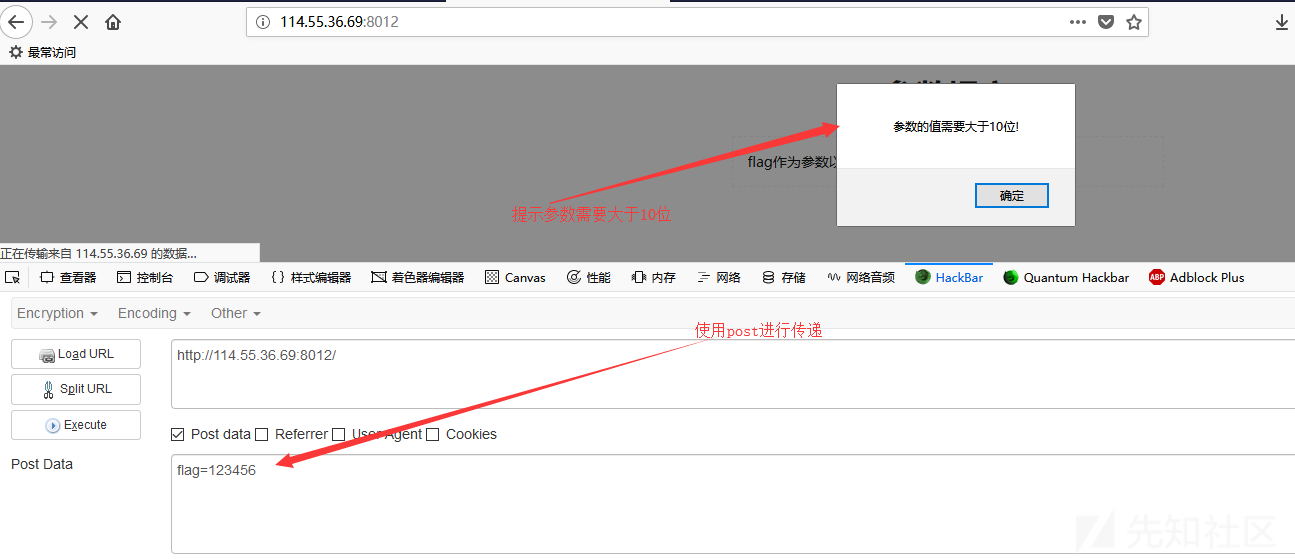 114.55.36.69:8012
最常访问
参数的值需要大于10位!
flag作为参数以
确定
提示参数需要大于10位
正在传输来自 114.55.36.69 的数据...
查看器 控制台 调试器 {} 样式编辑器 着色器编辑器 Canvas 性能 内存 网络 存储 网络音频 HackBar Quantum Hackbar ABP Adblock Plus
Encryption Encoding Other
使用post进行传递
Load URL
http://114.55.36.69:8012/
Split URL
Execute
Post data Referrer User Agent Cookies
Post Data
flag=123456
先知社区